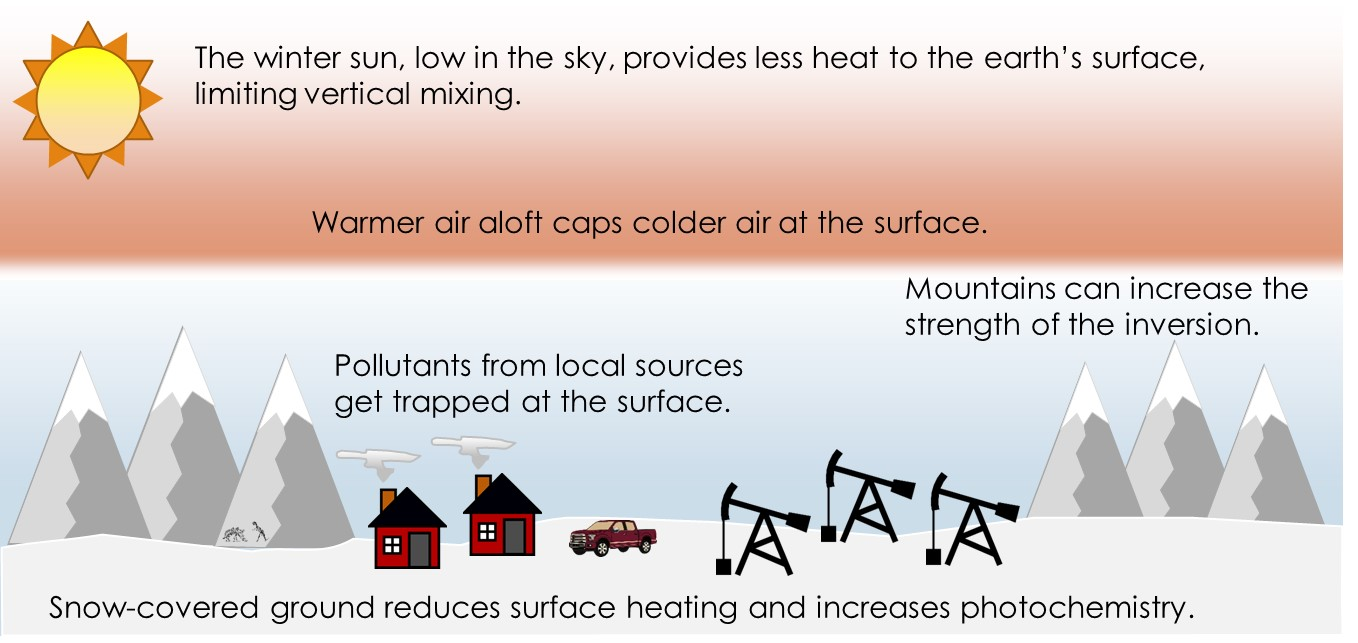 The winter sun, low in the sky, provides less heat to the earth’s surface,
limiting vertical mixing.
Warmer air aloft caps colder air at the surface.
Mountains can increase the
strength of the inversion.
Pollutants from local sources
get trapped at the surface.
Snow-covered ground reduces surface heating and increases photochemistry.